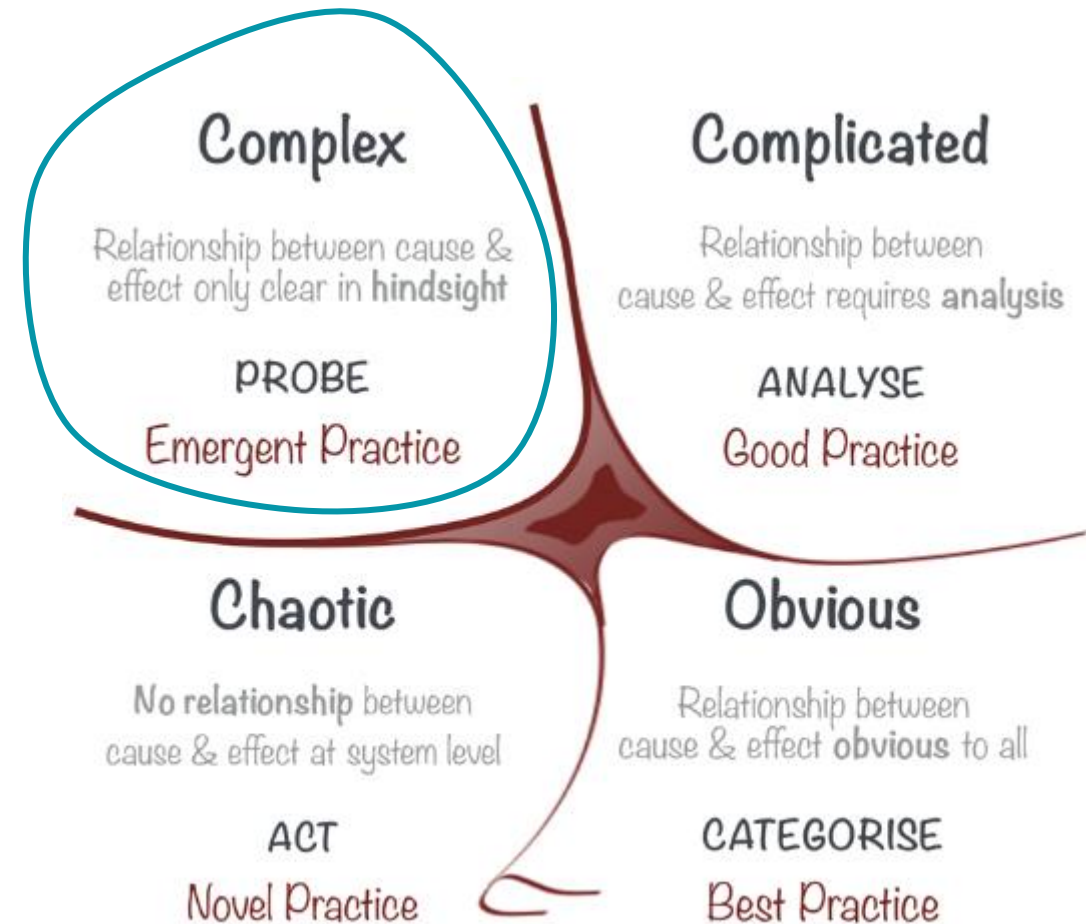 Complex
Relationship between cause &
effect only clear in hindsight
PROBE
Emergent Practice
Complicated
Relationship between
cause & effect requires analysis
ANALYSE
Good Practice
Chaotic
No relationship between
cause & effect at system level
ACT
Novel Practice
Obvious
Relationship between
cause & effect obvious to all
CATEGORISE
Best Practice